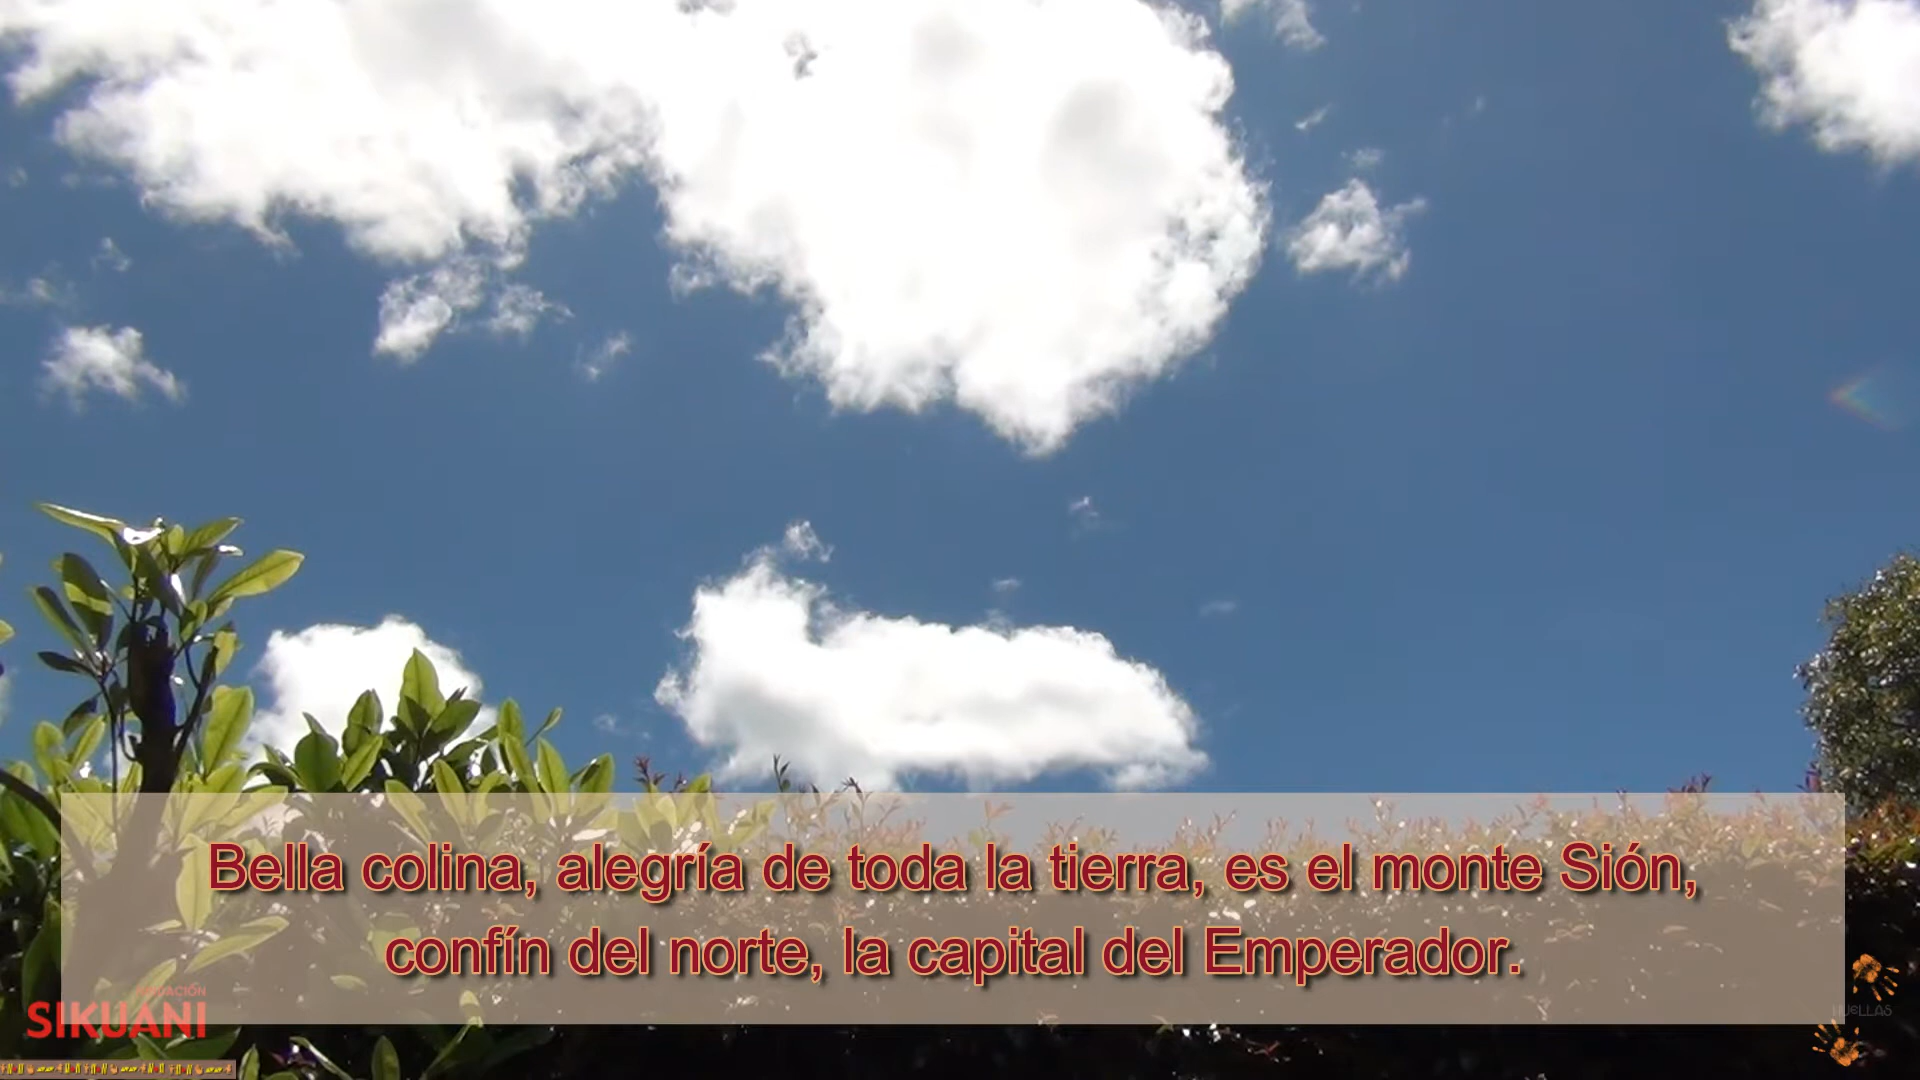 Bella colina, alegría de toda la tierra, es el monte Sión,
confín del norte, la capital del Emperador.
FUNDACIÓN
SIKUANI
HUELLAS